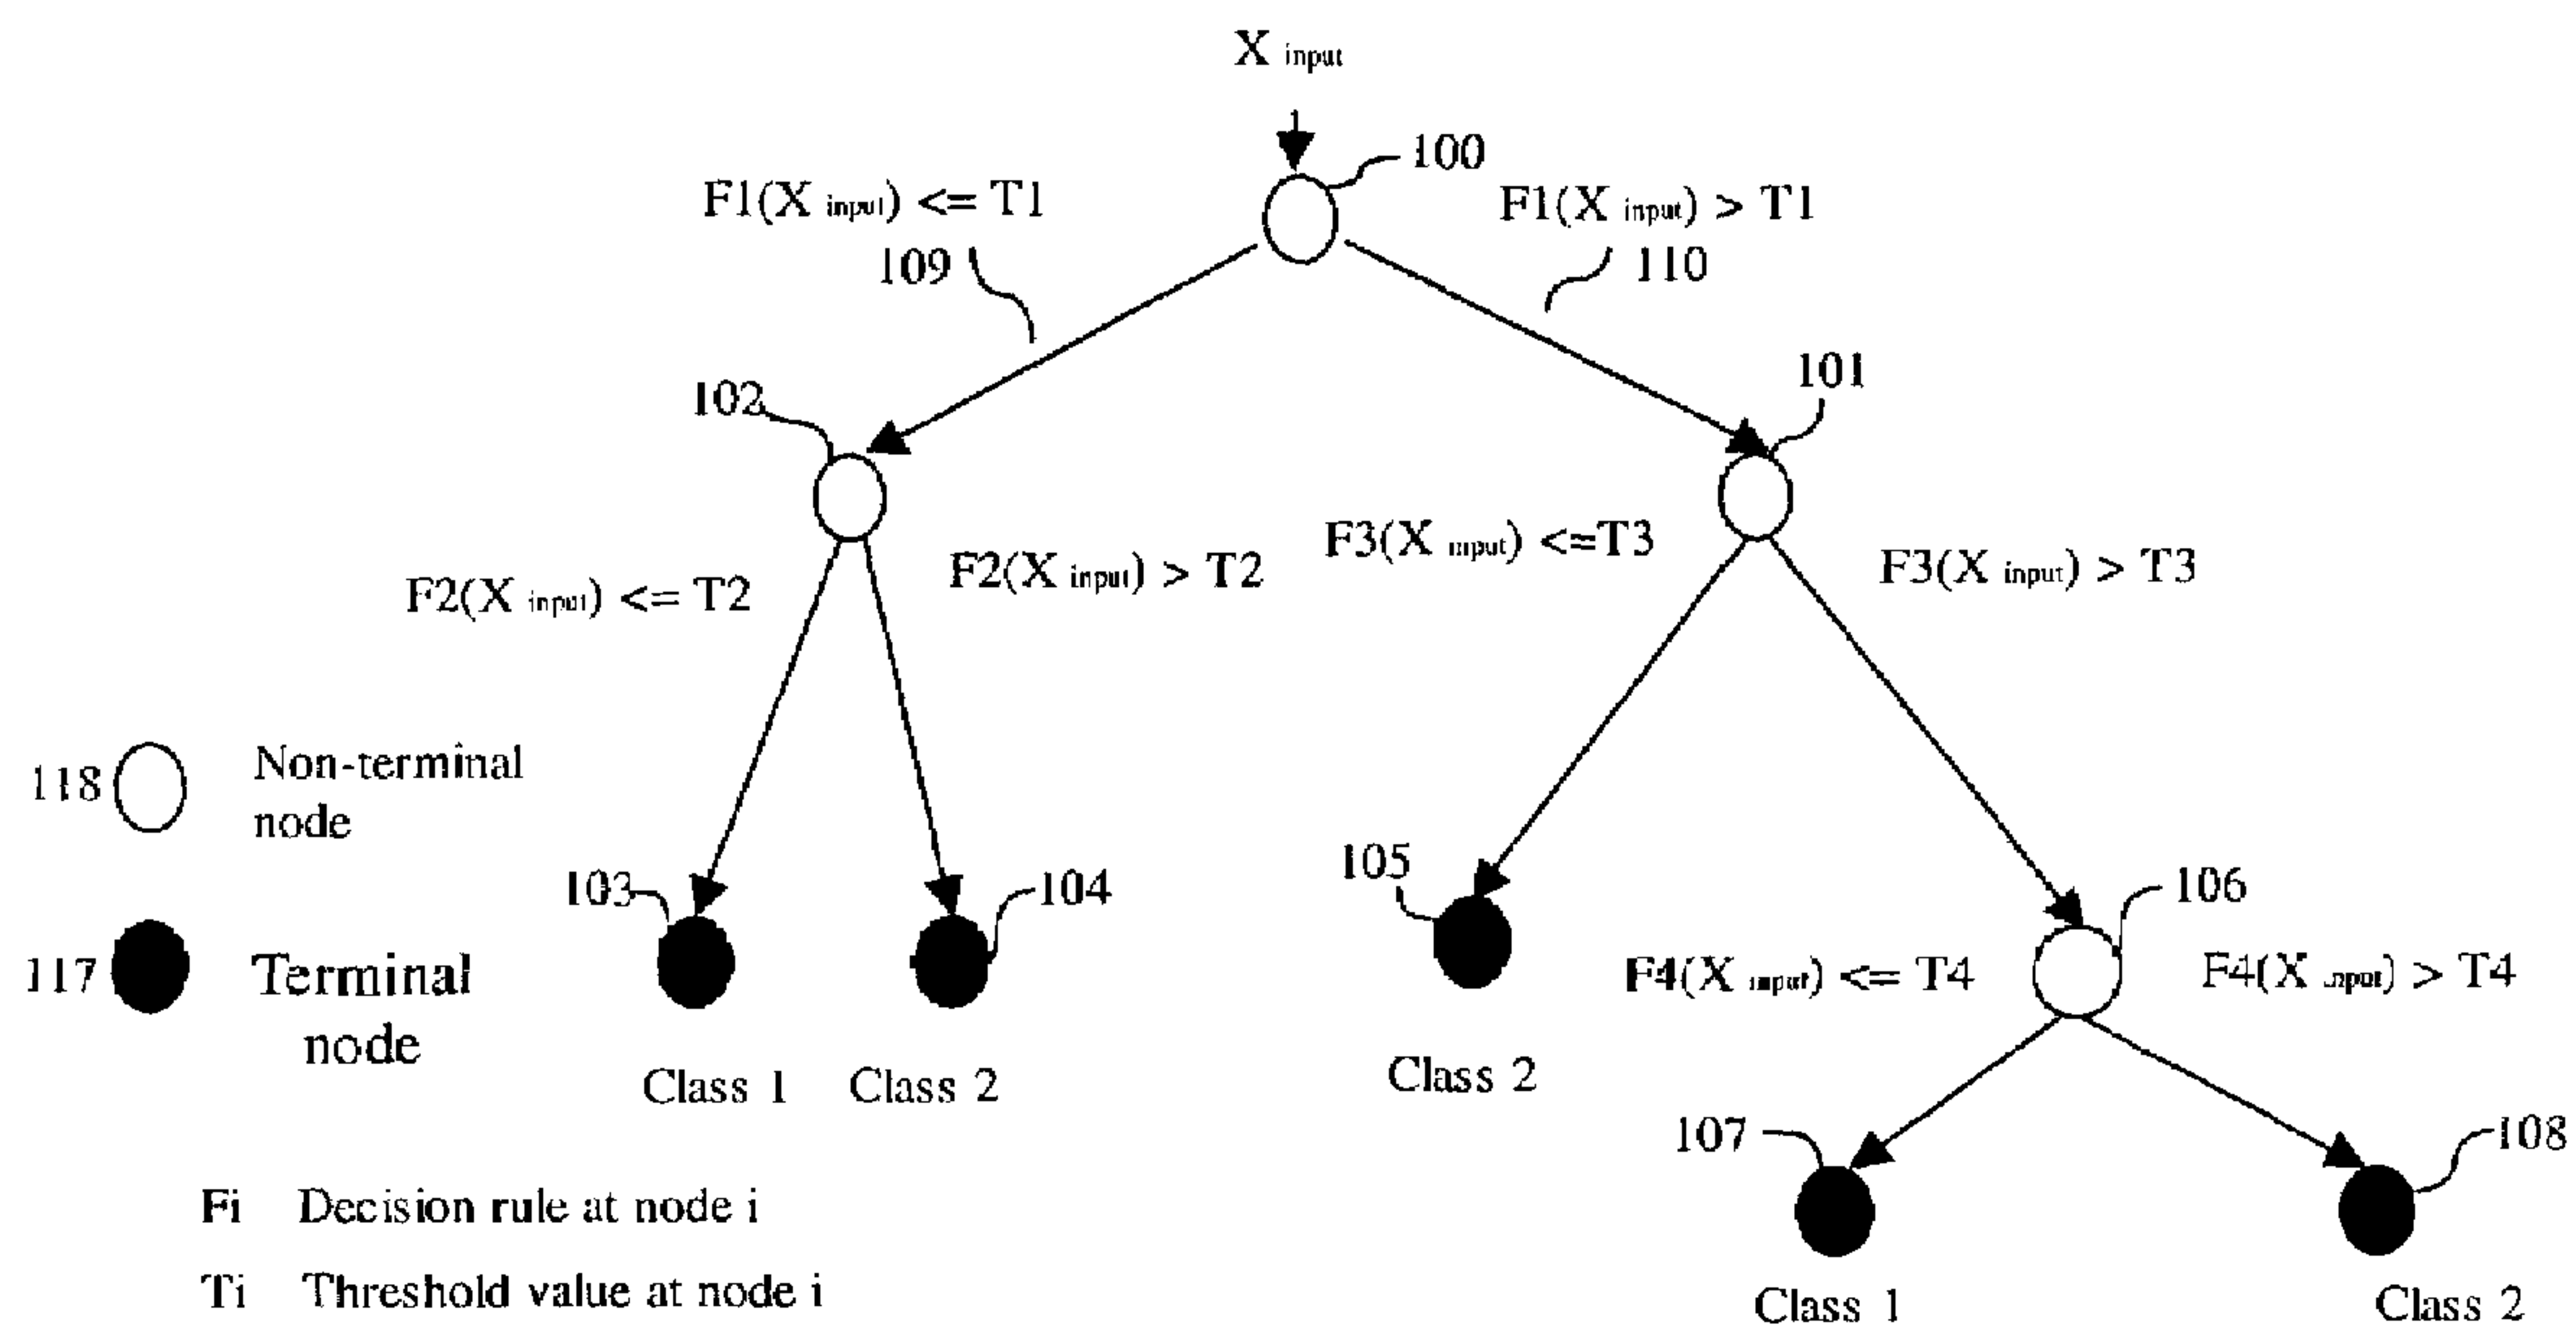 X input
100
F1(X input) <= T1
F1(X input) > T1
109
110
101
102
F3(X input) <=T3
F2(X input) > T2
F3(X input) > T3
F2(X input) <= T2
118
Non-terminal
node
105
103
104
106
117
Terminal
node
F4(X input) <= T4
F4(X input) > T4
Class 1
Class 2
Class 2
107
108
Fi Decision rule at node i
Ti Threshold value at node i
Class 1
Class 2